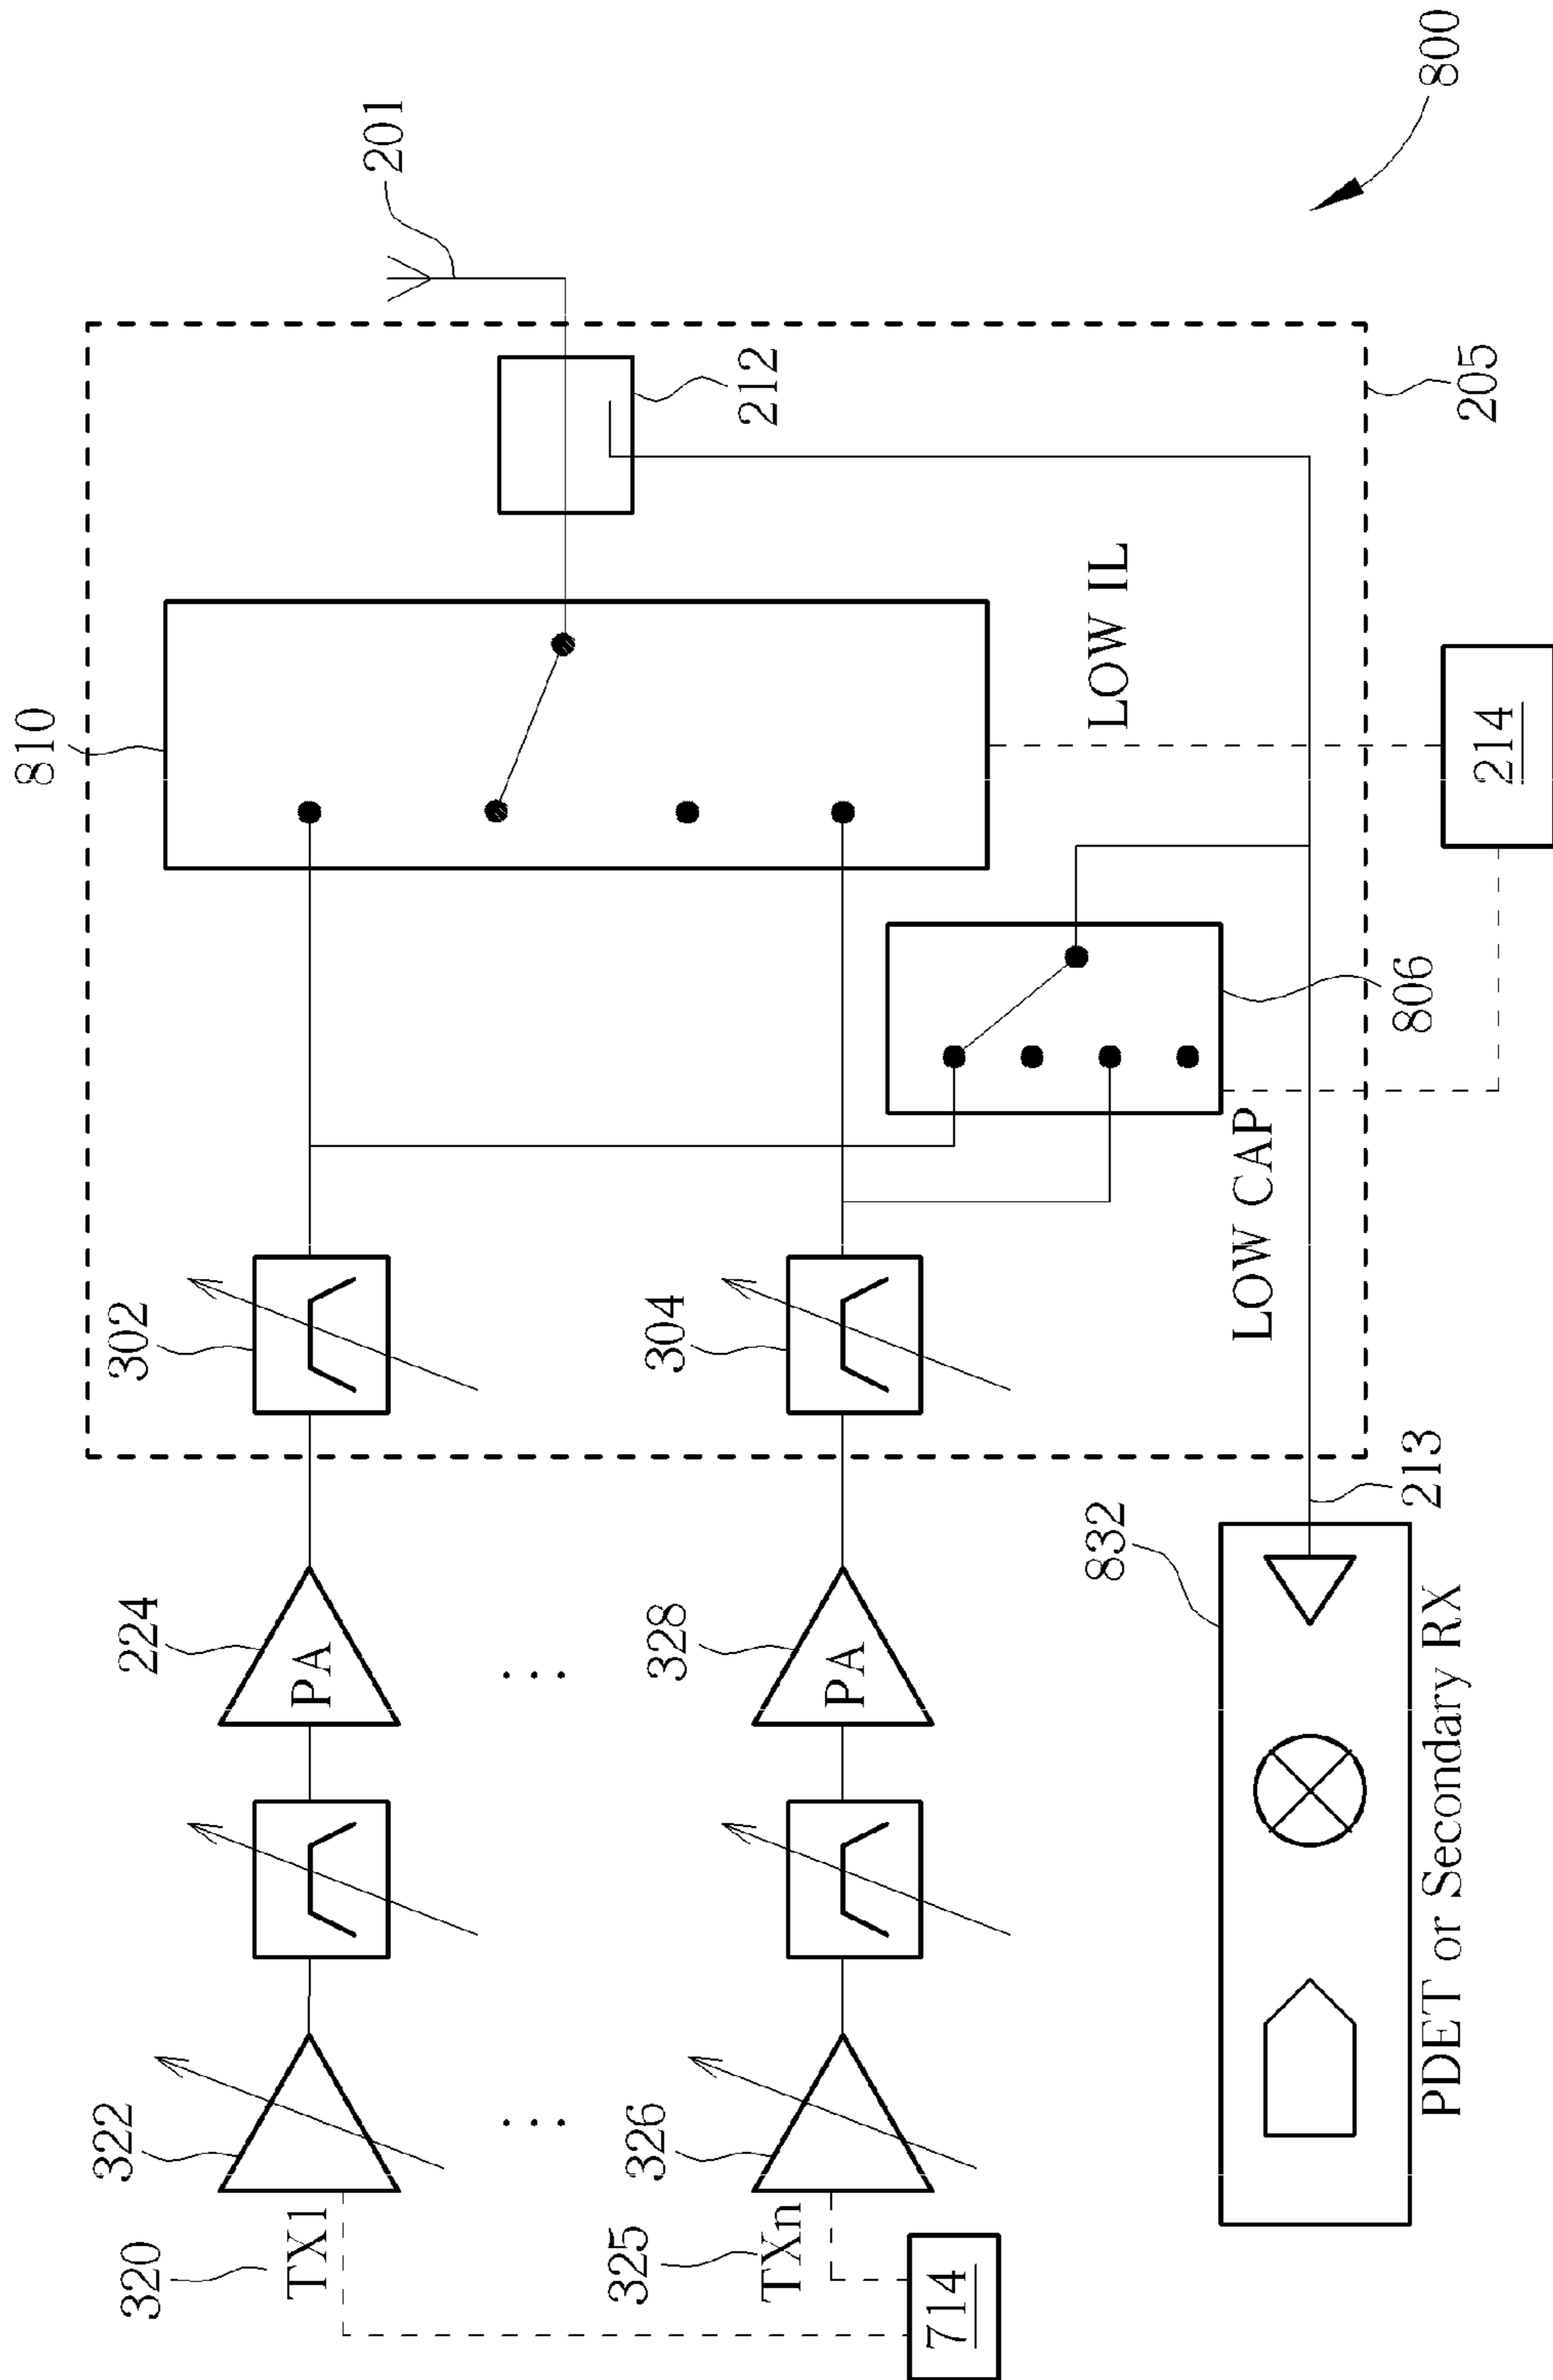 810
201
212
LOW IL
205
800
214
806
LOW CAP
302
304
213
832
224
PA
328
PA
...
...
322
326
320
TX1
325
TXn
714
PDET or Secondary RX